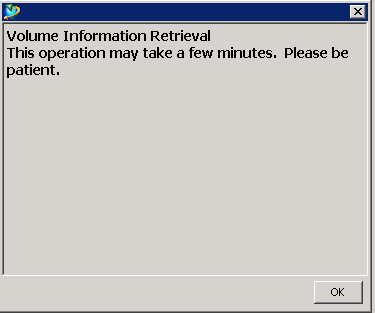 Volume Information Retrieval
This operation may take a few minutes.  Please be
patient.
OK